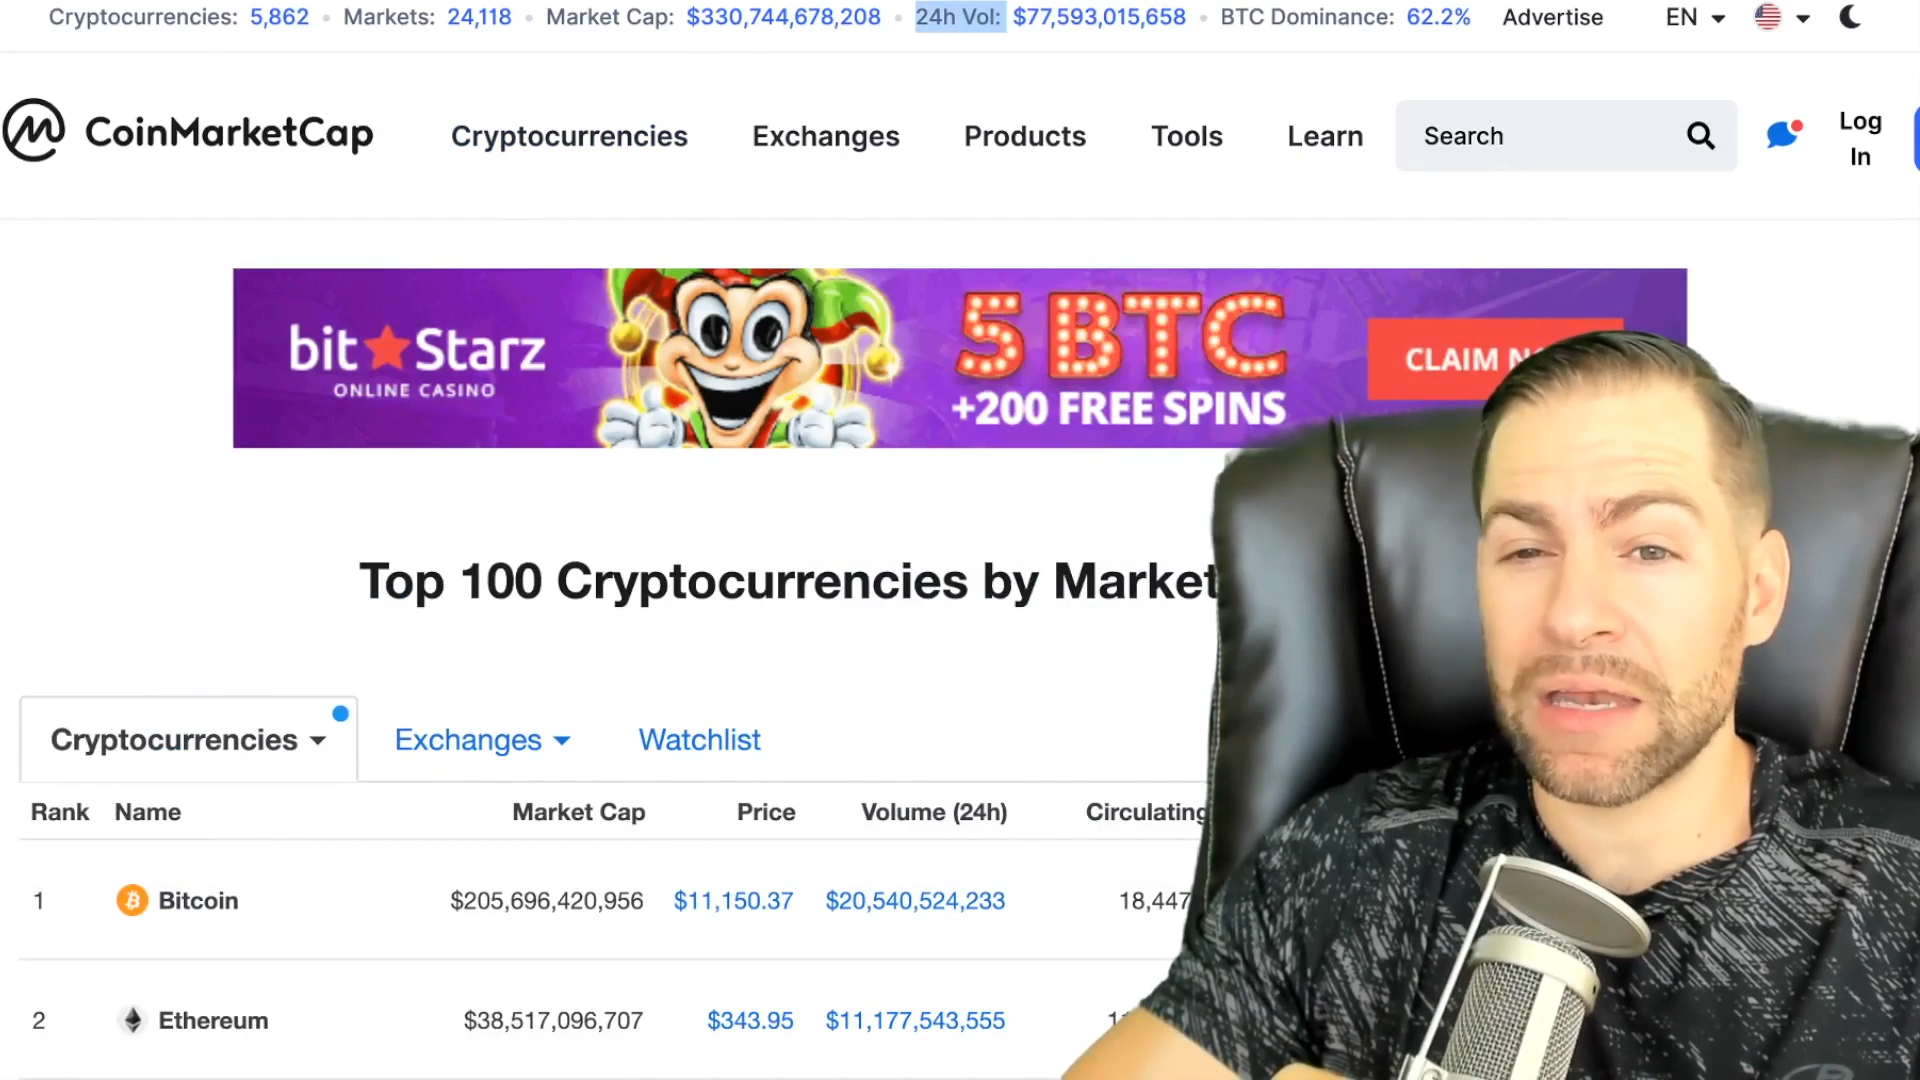 Cryptocurrencies: 5,862 • Markets: 24,118 • Market Cap: $330,744,678,208 • 24h Vol: $77,593,015,658 • BTC Dominance: 62.2% Advertise EN
CoinMarketCap Cryptocurrencies Exchanges Products Tools Learn Search Log In
bit Starz 5 BTC CLAIM
ONLINE CASINO +200 FREE SPINS
Top 100 Cryptocurrencies by Market
Cryptocurrencies Exchanges Watchlist
Rank Name Market Cap Price Volume (24h) Circulating
1 Bitcoin $205,696,420,956 $11,150.37 $20,540,524,233 18,447
2 Ethereum $38,517,096,707 $343.95 $11,177,543,555